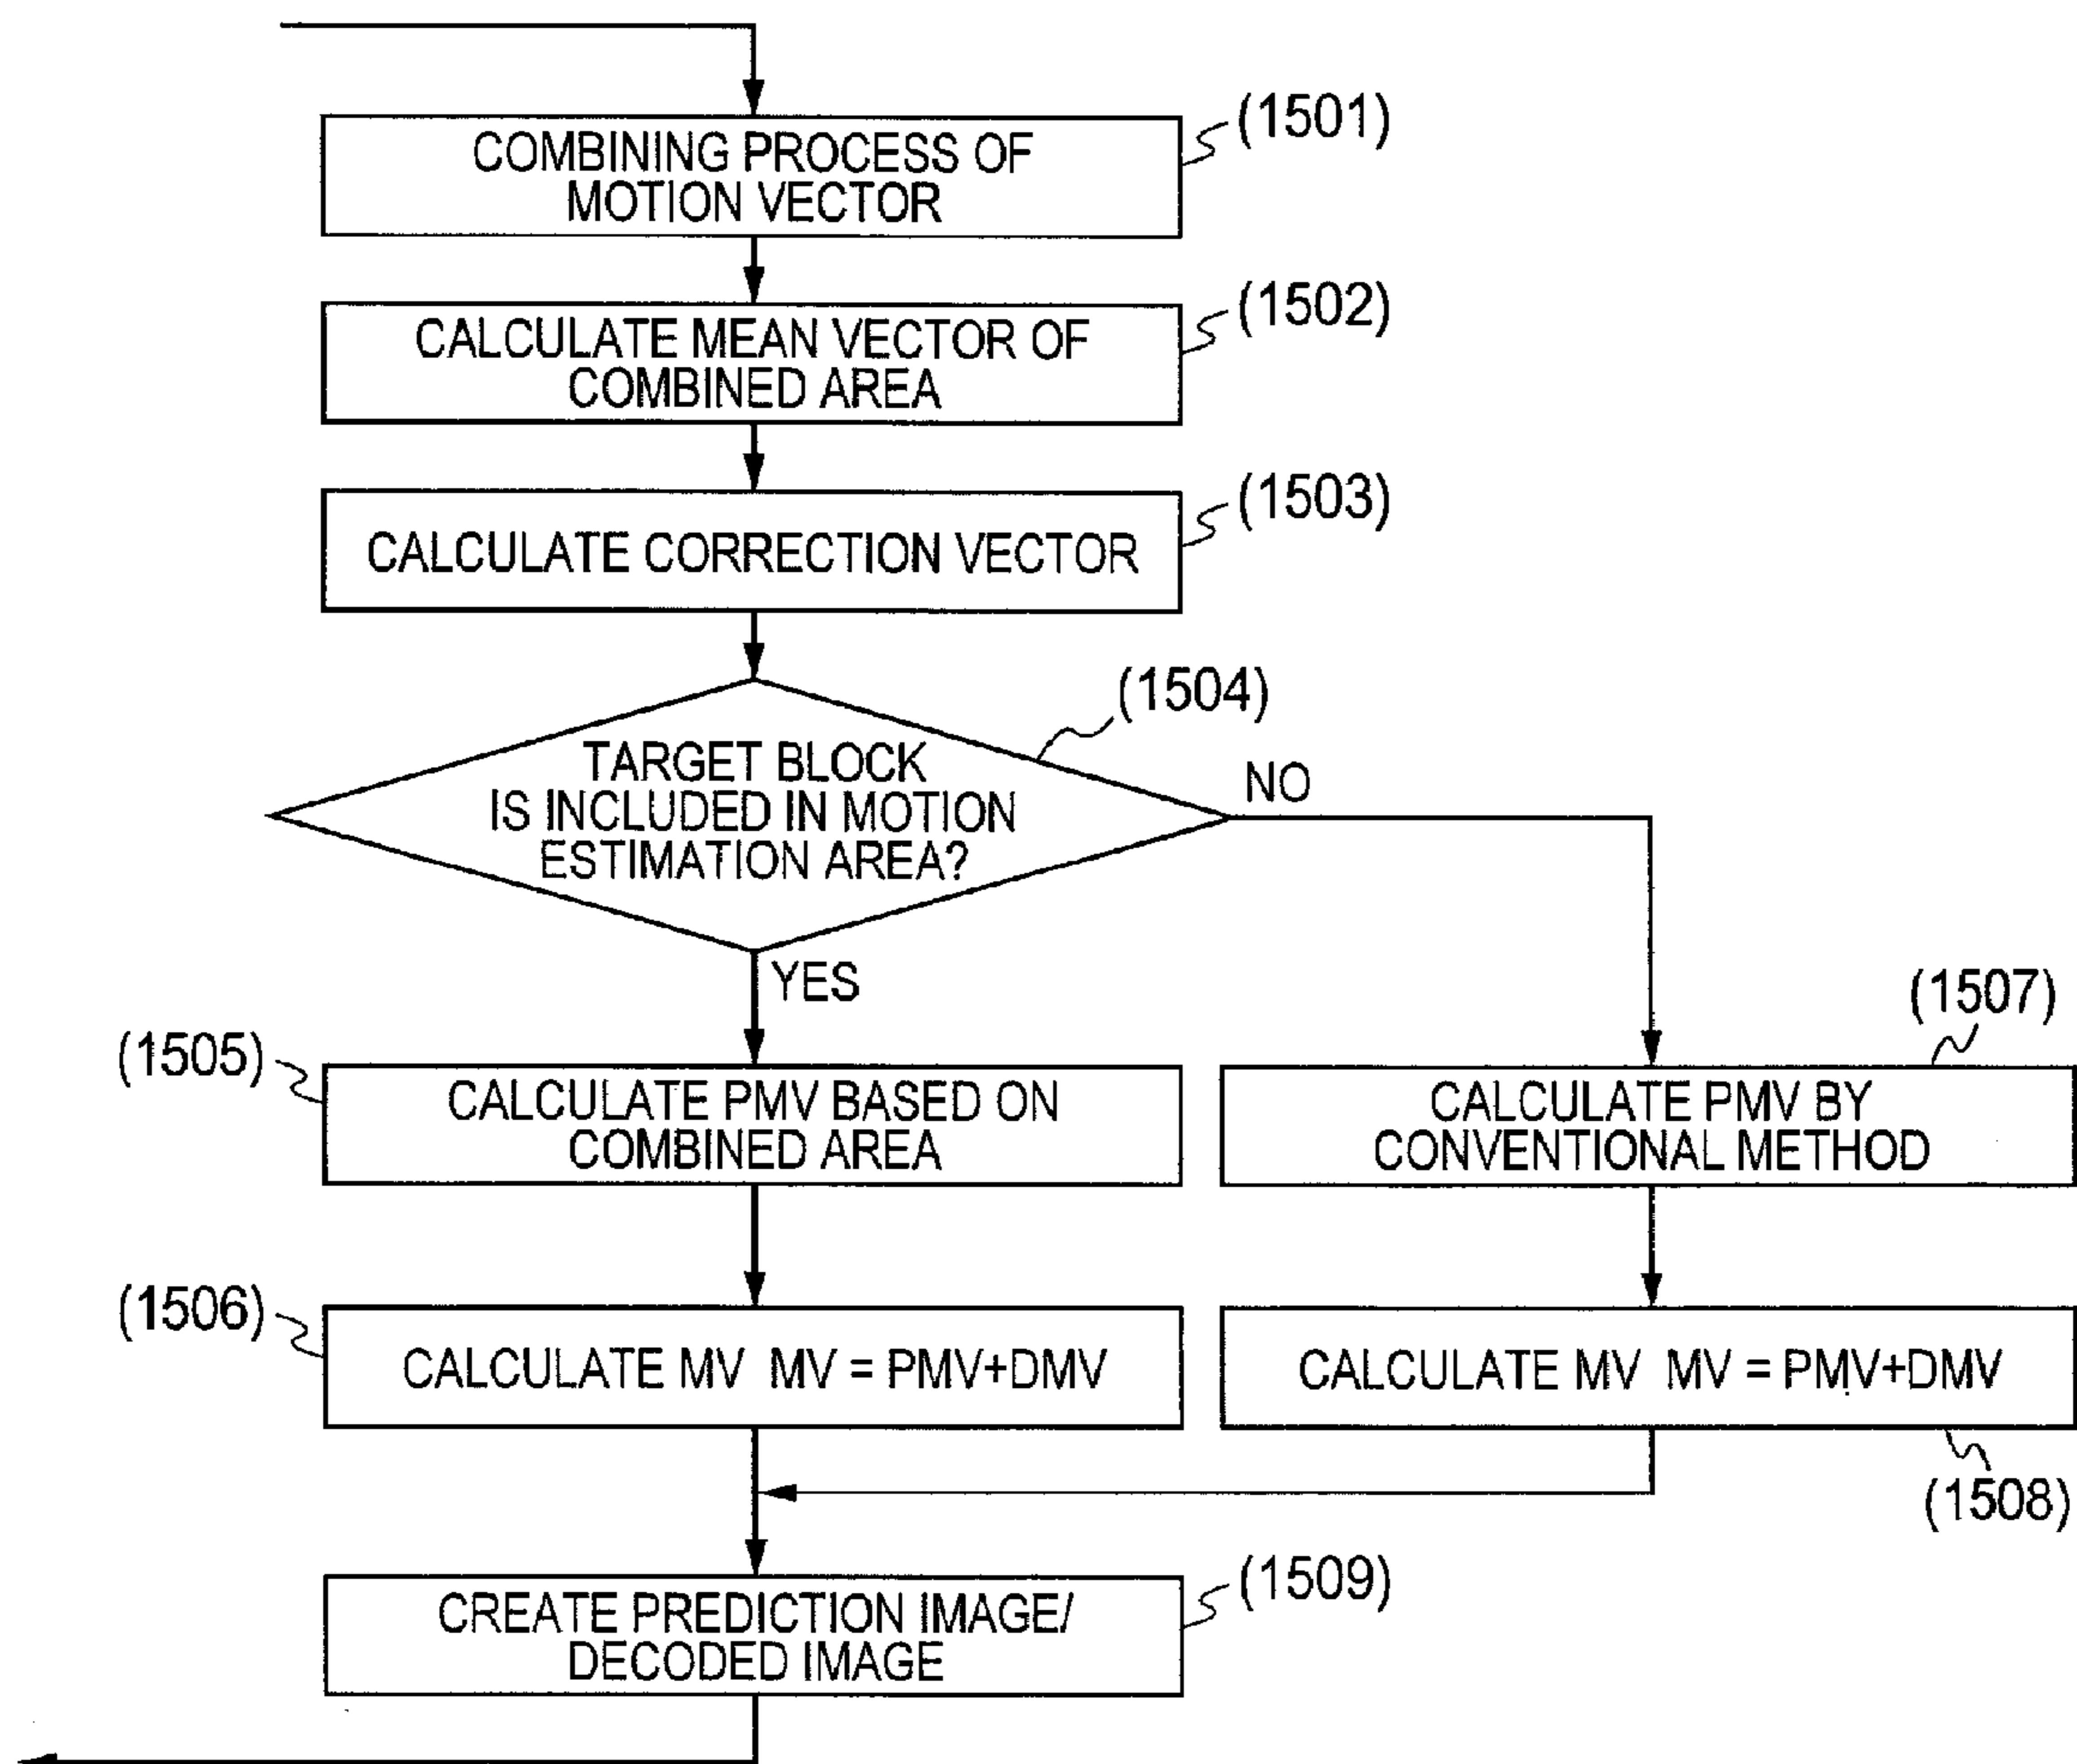 (1501)
COMBINING PROCESS OF
MOTION VECTOR
(1502)
CALCULATE MEAN VECTOR OF
COMBINED AREA
(1503)
CALCULATE CORRECTION VECTOR
(1504)
TARGET BLOCK
IS INCLUDED IN MOTION
ESTIMATION AREA?
NO
YES
(1505)
CALCULATE PMV BASED ON
COMBINED AREA
(1507)
CALCULATE PMV BY
CONVENTIONAL METHOD
(1506)
CALCULATE MV MV = PMV+DMV
CALCULATE MV MV = PMV+DMV
(1508)
(1509)
CREATE PREDICTION IMAGE/
DECODED IMAGE